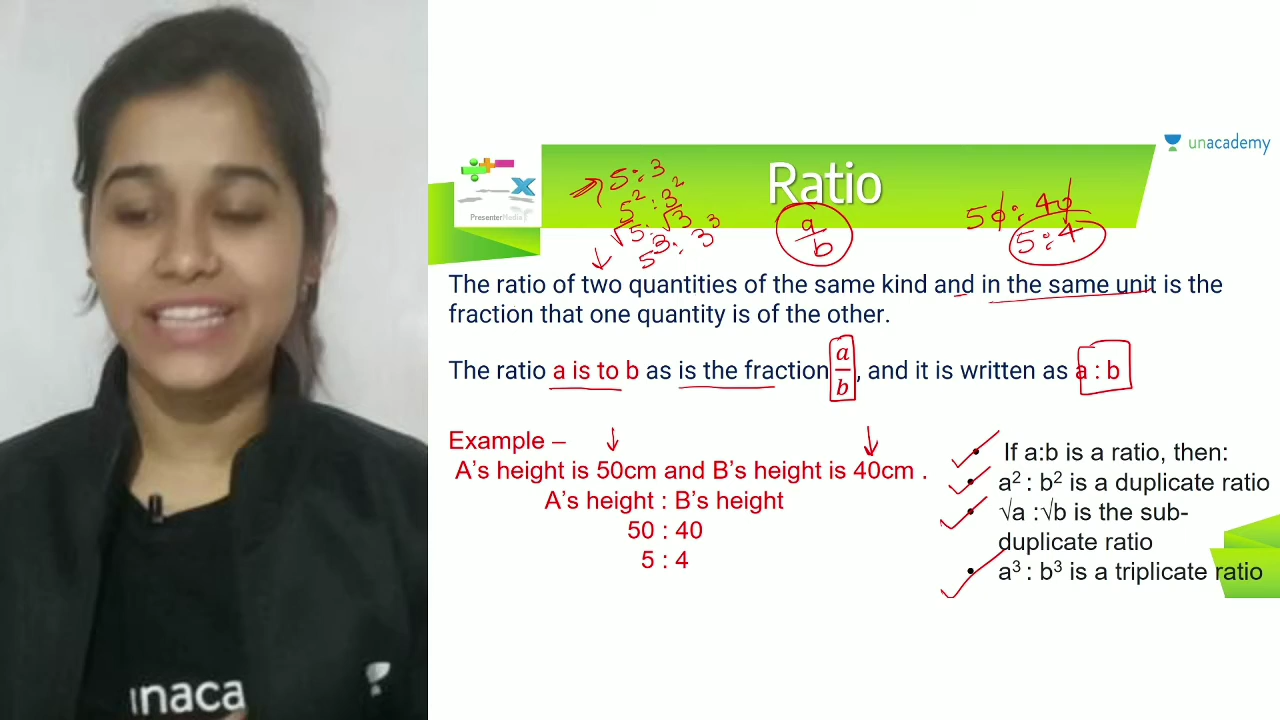 unacademy
Ratio
PresenterMedia
5:3
5² : 3²
√5 : √3
5³ : 3³
a/b
50 : 40
5 : 4
The ratio of two quantities of the same kind and in the same unit is the
fraction that one quantity is of the other.
The ratio a is to b as is the fraction a/b, and it is written as a : b
Example –
A's height is 50cm and B's height is 40cm .
A's height : B's height
50 : 40
5 : 4
If a:b is a ratio, then:
a² : b² is a duplicate ratio
√a :√b is the sub-
duplicate ratio
a³ : b³ is a triplicate ratio
unaca